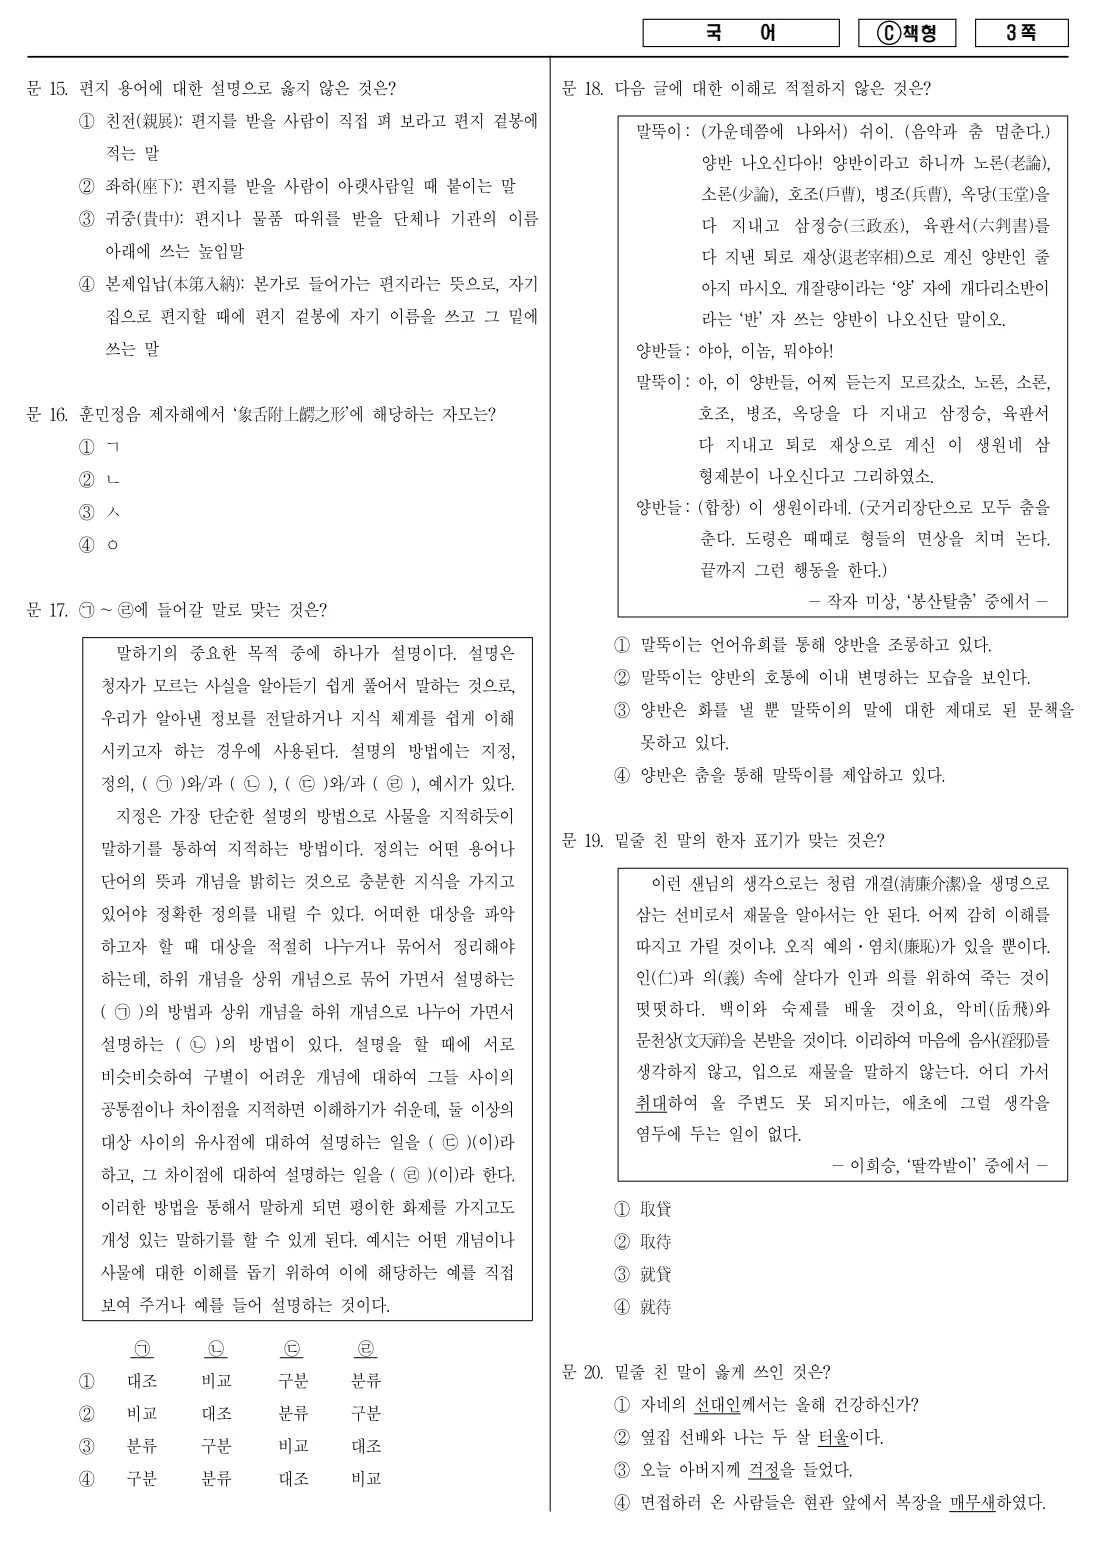 국 어
Ⓒ책형
3쪽
문 15. 편지 용어에 대한 설명으로 옳지 않은 것은?
① 친전(親展): 편지를 받을 사람이 직접 펴 보라고 편지 겉봉에
적는 말
② 좌하(座下): 편지를 받을 사람이 아랫사람일 때 붙이는 말
③ 귀중(貴中): 편지나 물품 따위를 받을 단체나 기관의 이름
아래에 쓰는 높임말
④ 본제입납(本第入納): 본가로 들어가는 편지라는 뜻으로, 자기
집으로 편지할 때에 편지 겉봉에 자기 이름을 쓰고 그 밑에
쓰는 말
문 16. 훈민정음 제자해에서 ‘象舌附上齶之形’에 해당하는 자모는?
① ㄱ
② ㄴ
③ ㅅ
④ ㅇ
문 17. ㉠ ~ ㉣에 들어갈 말로 맞는 것은?
말하기의 중요한 목적 중에 하나가 설명이다. 설명은
청자가 모르는 사실을 알아듣기 쉽게 풀어서 말하는 것으로,
우리가 알아낸 정보를 전달하거나 지식 체계를 쉽게 이해
시키고자 하는 경우에 사용된다. 설명의 방법에는 지정,
정의, ( ㉠ )와/과 ( ㉡ ), ( ㉢ )와/과 ( ㉣ ), 예시가 있다.
지정은 가장 단순한 설명의 방법으로 사물을 지적하듯이
말하기를 통하여 지적하는 방법이다. 정의는 어떤 용어나
단어의 뜻과 개념을 밝히는 것으로 충분한 지식을 가지고
있어야 정확한 정의를 내릴 수 있다. 어떠한 대상을 파악
하고자 할 때 대상을 적절히 나누거나 묶어서 정리해야
하는데, 하위 개념을 상위 개념으로 묶어 가면서 설명하는
( ㉠ )의 방법과 상위 개념을 하위 개념으로 나누어 가면서
설명하는 ( ㉡ )의 방법이 있다. 설명을 할 때에 서로
비슷비슷하여 구별이 어려운 개념에 대하여 그들 사이의
공통점이나 차이점을 지적하면 이해하기가 쉬운데, 둘 이상의
대상 사이의 유사점에 대하여 설명하는 일을 ( ㉢ )(이)라
하고, 그 차이점에 대하여 설명하는 일을 ( ㉣ )(이)라 한다.
이러한 방법을 통해서 말하게 되면 평이한 화제를 가지고도
개성 있는 말하기를 할 수 있게 된다. 예시는 어떤 개념이나
사물에 대한 이해를 돕기 위하여 이에 해당하는 예를 직접
보여 주거나 예를 들어 설명하는 것이다.
㉠ ㉡ ㉢ ㉣
① 대조 비교 구분 분류
② 비교 대조 분류 구분
③ 분류 구분 비교 대조
④ 구분 분류 대조 비교
문 18. 다음 글에 대한 이해로 적절하지 않은 것은?
말뚝이 : (가운데쯤에 나와서) 쉬이. (음악과 춤 멈춘다.)
양반 나오신다아! 양반이라고 하니까 노론(老論),
소론(少論), 호조(戶曹), 병조(兵曹), 옥당(玉堂)을
다 지내고 삼정승(三政丞), 육판서(六判書)를
다 지낸 퇴로 재상(退老宰相)으로 계신 양반인 줄
아지 마시오. 개잘량이라는 ‘양’ 자에 개다리소반이
라는 ‘반’ 자 쓰는 양반이 나오신단 말이오.
양반들 : 야아, 이놈, 뭐야아!
말뚝이 : 아, 이 양반들, 어찌 듣는지 모르갔소. 노론, 소론,
호조, 병조, 옥당을 다 지내고 삼정승, 육판서
다 지내고 퇴로 재상으로 계신 이 생원네 삼
형제분이 나오신다고 그리하였소.
양반들 : (합창) 이 생원이라네. (굿거리장단으로 모두 춤을
춘다. 도령은 때때로 형들의 면상을 치며 논다.
끝까지 그런 행동을 한다.)
– 작자 미상, ‘봉산탈춤’ 중에서 –
① 말뚝이는 언어유희를 통해 양반을 조롱하고 있다.
② 말뚝이는 양반의 호통에 이내 변명하는 모습을 보인다.
③ 양반은 화를 낼 뿐 말뚝이의 말에 대한 제대로 된 문책을
못하고 있다.
④ 양반은 춤을 통해 말뚝이를 제압하고 있다.
문 19. 밑줄 친 말의 한자 표기가 맞는 것은?
이런 샌님의 생각으로는 청렴 개결(淸廉介潔)을 생명으로
삼는 선비로서 재물을 알아서는 안 된다. 어찌 감히 이해를
따지고 가릴 것이냐. 오직 예의·염치(廉恥)가 있을 뿐이다.
인(仁)과 의(義) 속에 살다가 인과 의를 위하여 죽는 것이
떳떳하다. 백이와 숙제를 배울 것이요, 악비(岳飛)와
문천상(文天祥)을 본받을 것이다. 이리하여 마음에 음사(淫邪)를
생각하지 않고, 입으로 재물을 말하지 않는다. 어디 가서
취대하여 올 주변도 못 되지마는, 애초에 그럴 생각을
염두에 두는 일이 없다.
– 이희승, ‘딸깍발이’ 중에서 –
① 取貸
② 取待
③ 就貸
④ 就待
문 20. 밑줄 친 말이 옳게 쓰인 것은?
① 자네의 선대인께서는 올해 건강하신가?
② 옆집 선배와 나는 두 살 터울이다.
③ 오늘 아버지께 걱정을 들었다.
④ 면접하러 온 사람들은 현관 앞에서 복장을 매무새하였다.